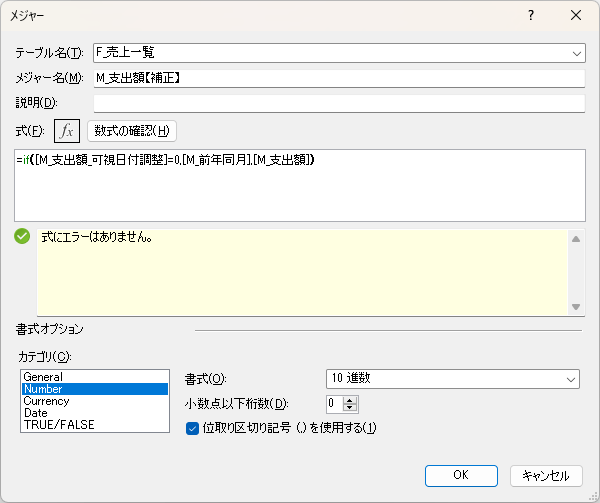 メジャー
テーブル名(T): F_売上一覧
メジャー名(M): M_支出額【補正】
説明(D):
式(F): fx 数式の確認(H)
=if([M_支出額_可視日付調整]=0,[M_前年同月],[M_支出額])
式にエラーはありません。
書式オプション
カテゴリ(C):
General
Number
Currency
Date
TRUE/FALSE
書式(O): 10 進数
小数点以下桁数(D): 0
位取り区切り記号 (,) を使用する(1)
OK キャンセル